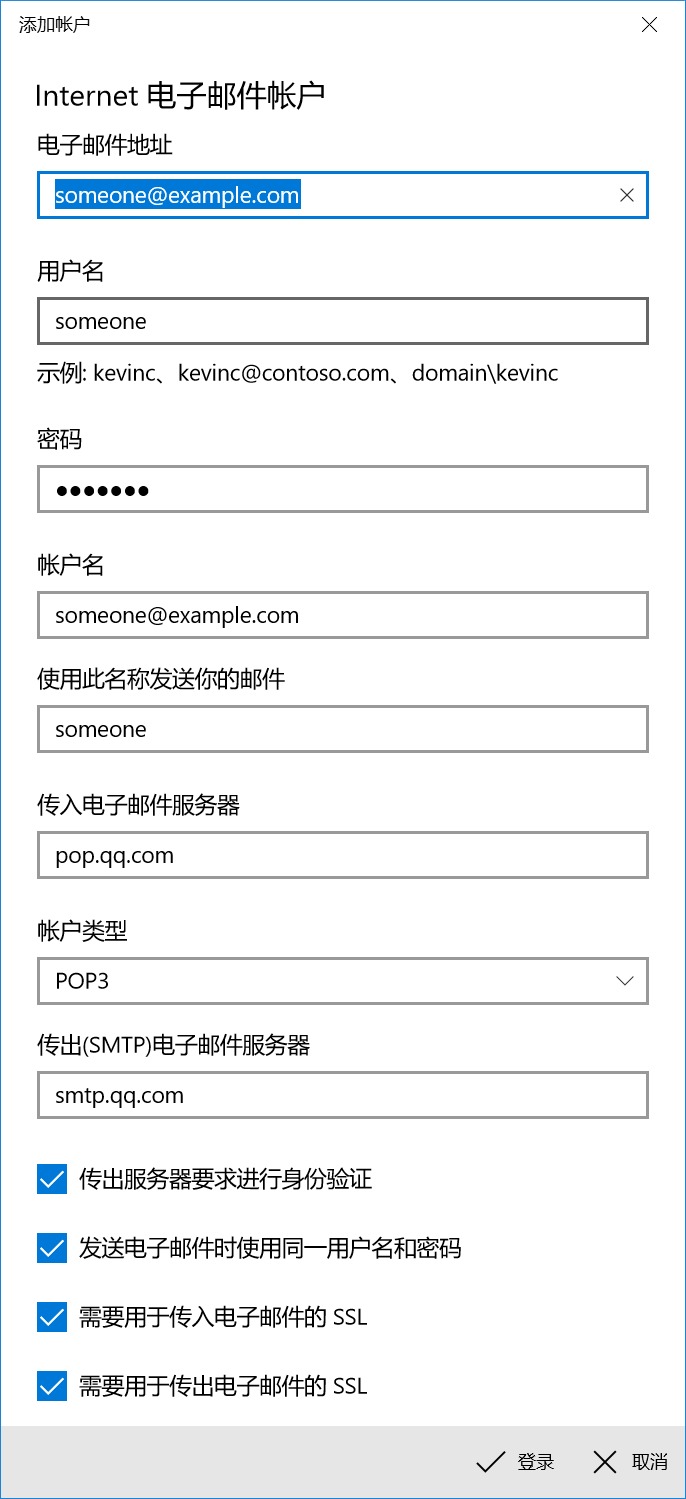 添加帐户
Internet 电子邮件帐户
电子邮件地址
someone@example.com
用户名
someone
示例: kevinc、kevinc@contoso.com、domain\kevinc
密码
●●●●●●●
帐户名
someone@example.com
使用此名称发送你的邮件
someone
传入电子邮件服务器
pop.qq.com
帐户类型
POP3
传出(SMTP)电子邮件服务器
smtp.qq.com
传出服务器要求进行身份验证
发送电子邮件时使用同一用户名和密码
需要用于传入电子邮件的 SSL
需要用于传出电子邮件的 SSL
登录 取消